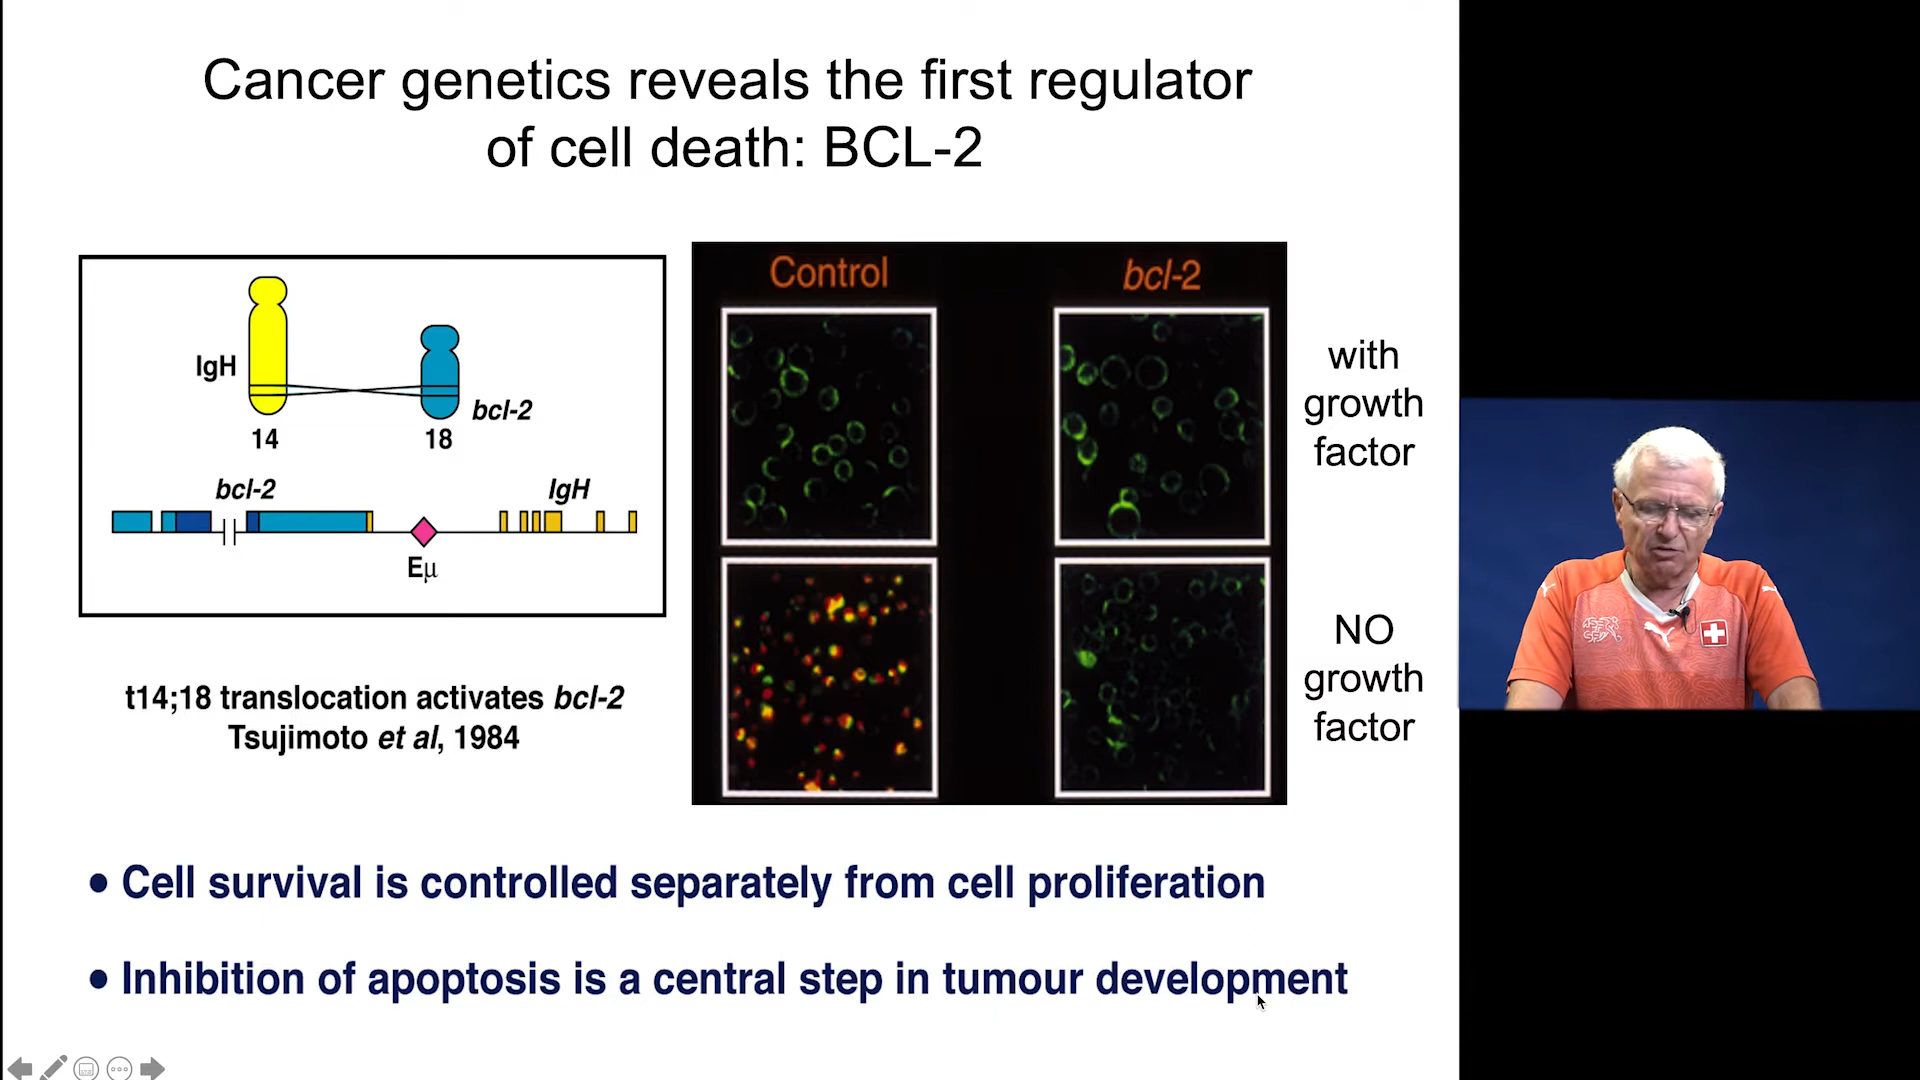 Cancer genetics reveals the first regulator
of cell death: BCL-2
IgH
bcl-2
14
18
bcl-2
IgH
Eμ
t14;18 translocation activates bcl-2
Tsujimoto et al, 1984
Control
bcl-2
with
growth
factor
NO
growth
factor
• Cell survival is controlled separately from cell proliferation
• Inhibition of apoptosis is a central step in tumour development